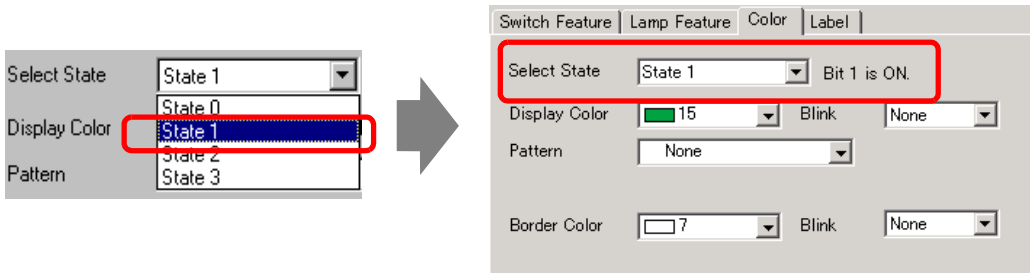 Select State State 1
State 0
Display Color State 1
State 2
Pattern State 3
Switch Feature Lamp Feature Color Label
Select State State 1 Bit 1 is ON.
Display Color 15 Blink None
Pattern None
Border Color 7 Blink None